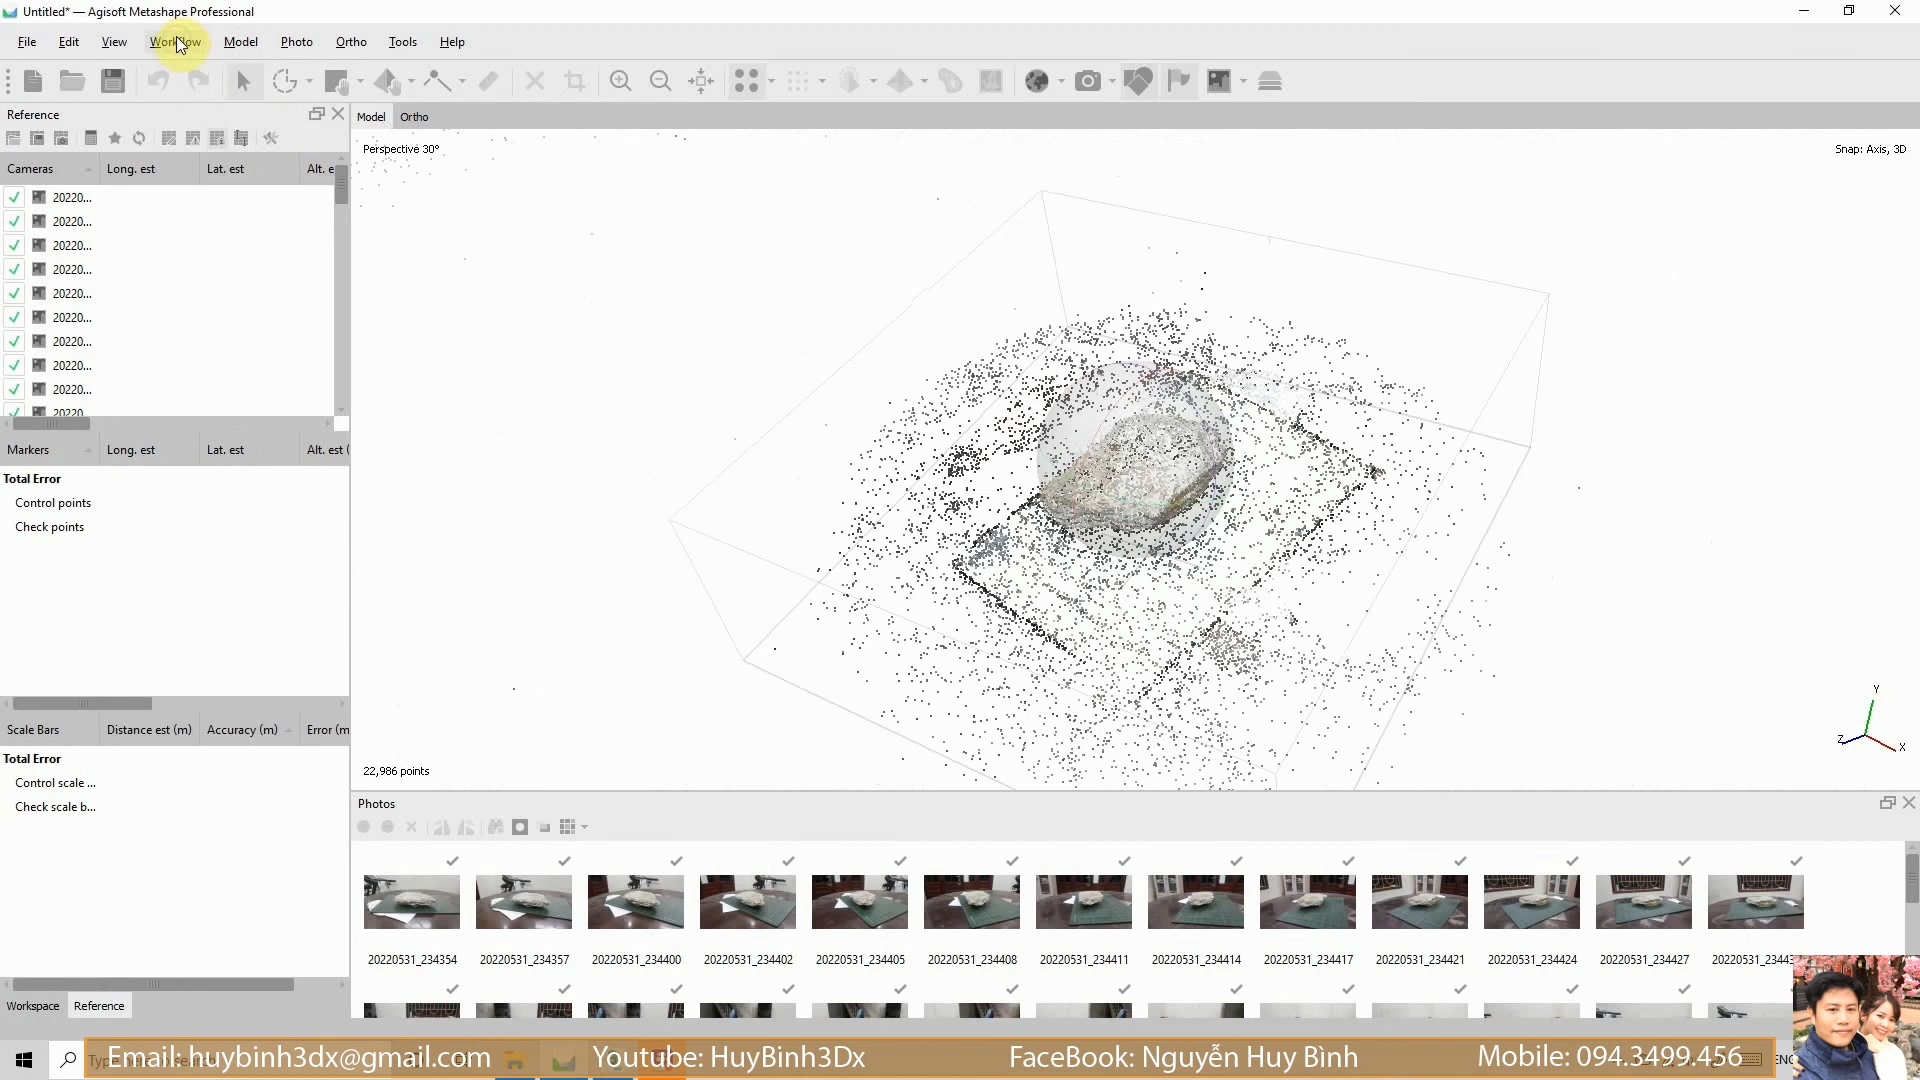 Untitled* — Agisoft Metashape Professional
File Edit View Workflow Model Photo Ortho Tools Help
Reference
Model Ortho
Perspective 30°
Snap: Axis, 3D
Cameras Long. est Lat. est Alt. e
20220...
20220...
20220...
20220...
20220...
20220...
20220...
20220...
20220...
20220
Markers Long. est Lat. est Alt. est (
Total Error
Control points
Check points
Scale Bars Distance est (m) Accuracy (m) Error (m
Total Error
Control scale ...
Check scale b...
Y
Z
X
22,986 points
Photos
20220531_234354 20220531_234357 20220531_234400 20220531_234402 20220531_234405 20220531_234408 20220531_234411 20220531_234414 20220531_234417 20220531_234421 20220531_234424 20220531_234427 20220531_2343
Workspace Reference
Email: huybinh3dx@gmail.com Youtube: HuyBinh3Dx FaceBook: Nguyễn Huy Bình Mobile: 094.3499.456
ENG